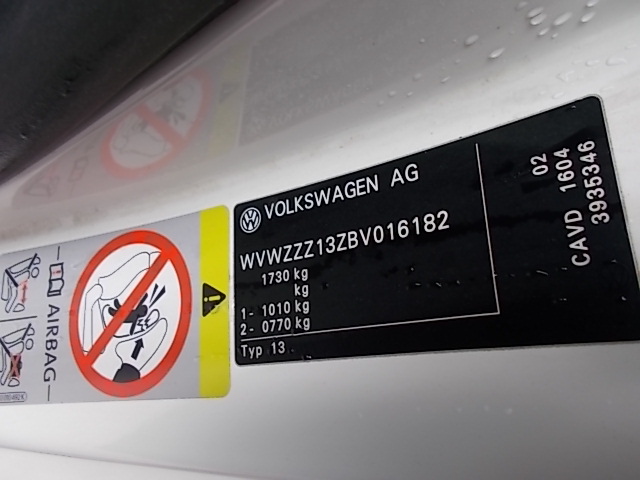 VOLKSWAGEN AG
WVWZZZ13ZBV016182
1730 kg
kg
1- 1010 kg
2- 0770 kg
Typ 13
02
CAVD 1604
3935346
AIRBAG